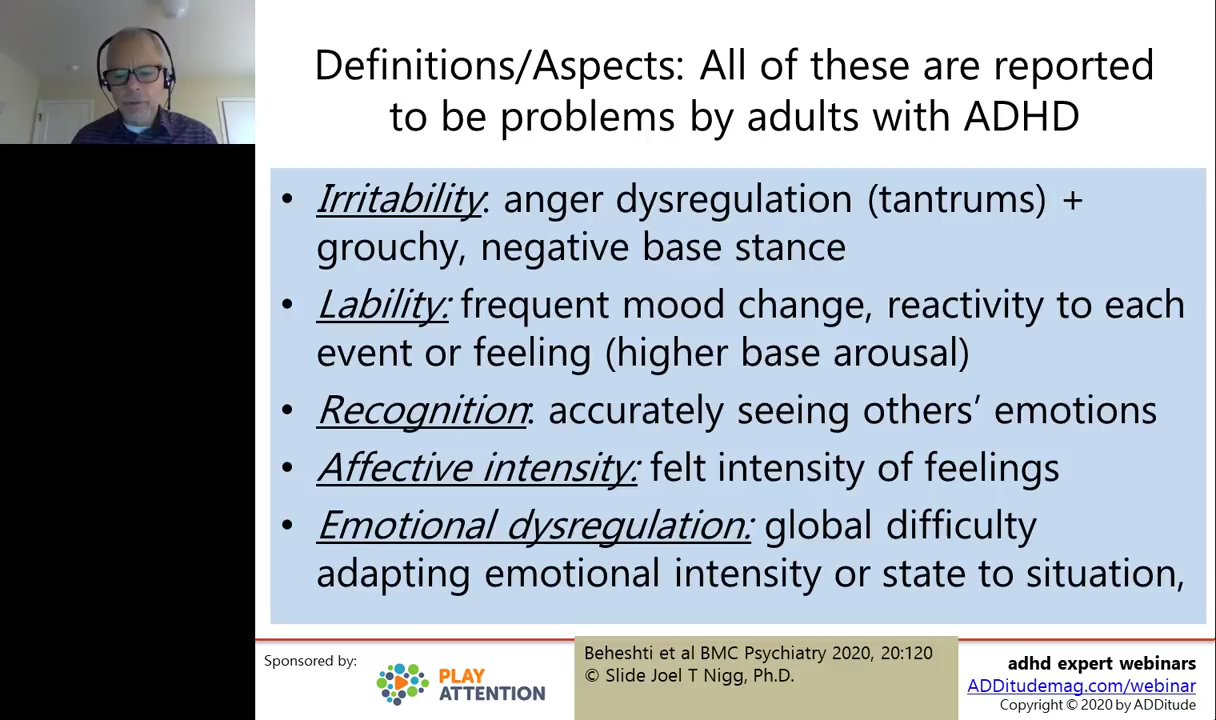 Definitions/Aspects: All of these are reported
to be problems by adults with ADHD
• Irritability: anger dysregulation (tantrums) +
grouchy, negative base stance
• Lability: frequent mood change, reactivity to each
event or feeling (higher base arousal)
• Recognition: accurately seeing others’ emotions
• Affective intensity: felt intensity of feelings
• Emotional dysregulation: global difficulty
adapting emotional intensity or state to situation,
Sponsored by:
PLAY
ATTENTION
Beheshti et al BMC Psychiatry 2020, 20:120
© Slide Joel T Nigg, Ph.D.
adhd expert webinars
ADDitudemag.com/webinar
Copyright © 2020 by ADDitude